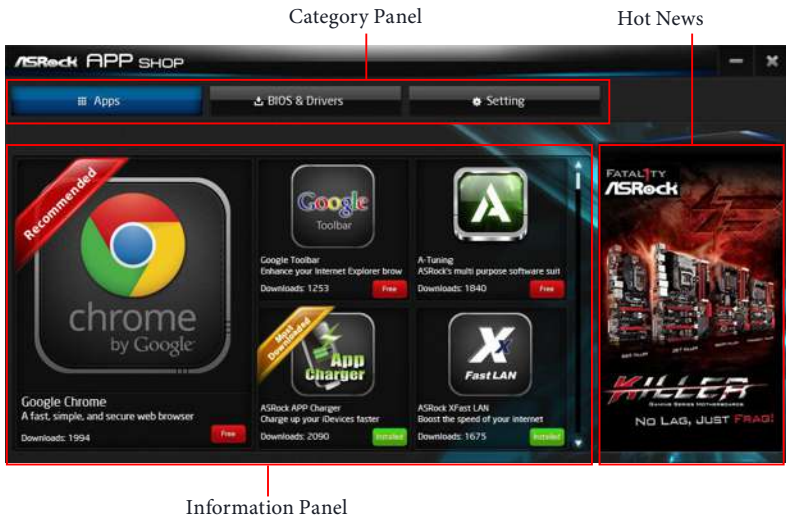 Category Panel
Hot News
ASRock APP SHOP
Apps
BIOS & Drivers
Setting
Recommended
chrome
by Google
Google Chrome
A fast, simple, and secure web browser
Downloads: 1994
Free
Google
Toolbar
Google Toolbar
Enhance your Internet Explorer brow
Downloads: 1253
Free
A-Tuning
ASRock's multi purpose software suit
Downloads: 1840
Free
Most
Downloaded
App
Charger
ASRock APP Charger
Charge up your iDevices faster
Downloads: 2090
Installed
X
Fast LAN
ASRock XFast LAN
Boost the speed of your internet
Downloads: 1675
Installed
FATAL1TY
ASRock
KILLER
GAMING SERIES MOTHERBOARDS
NO LAG, JUST FRAG!
Information Panel